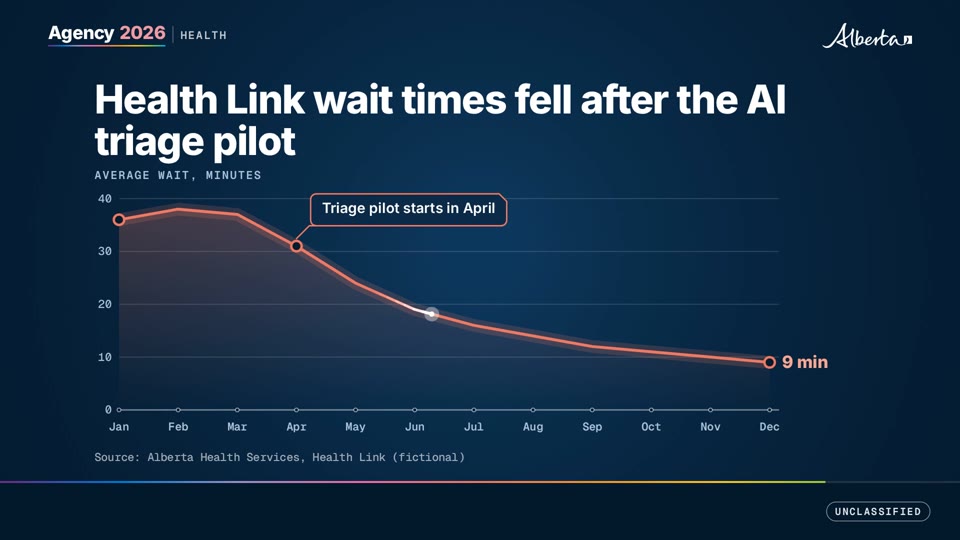 Agency 2026 | HEALTH
Alberta
Health Link wait times fell after the AI
triage pilot
AVERAGE WAIT, MINUTES
40
Triage pilot starts in April
30
20
10
9 min
0
Jan Feb Mar Apr May Jun Jul Aug Sep Oct Nov Dec
Source: Alberta Health Services, Health Link (fictional)
UNCLASSIFIED